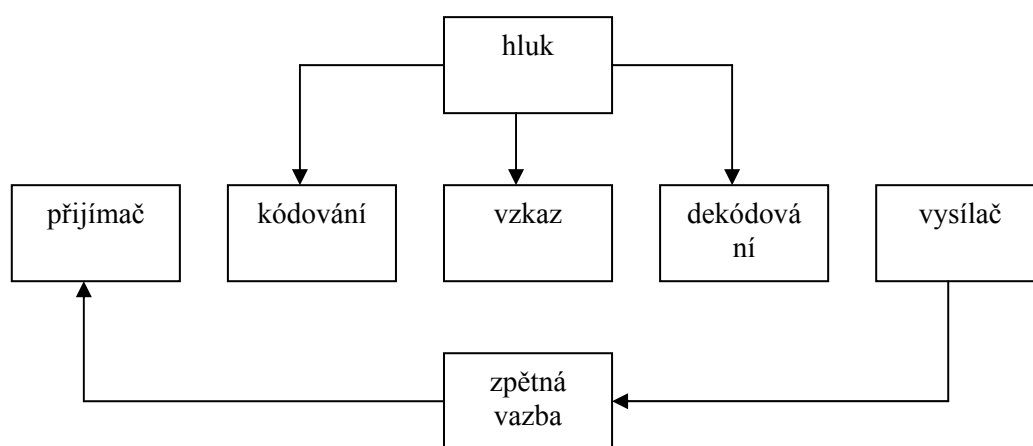 hluk
přijímač
kódování
vzkaz
dekódová
ní
vysílač
zpětná
vazba